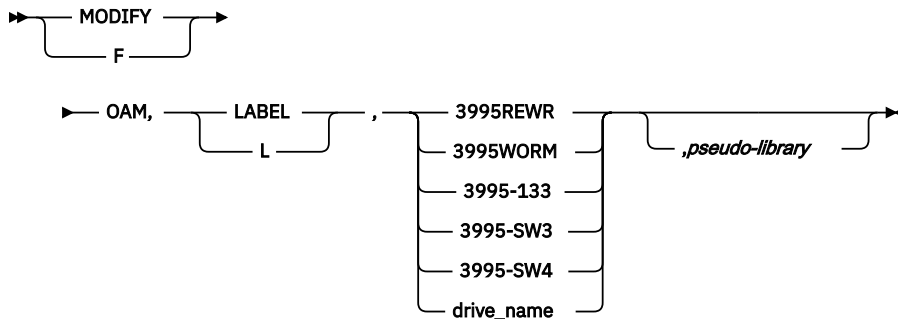 MODIFY
F
OAM, LABEL , 3995REWR
L 3995WORM ,pseudo-library
3995-133
3995-SW3
3995-SW4
drive_name